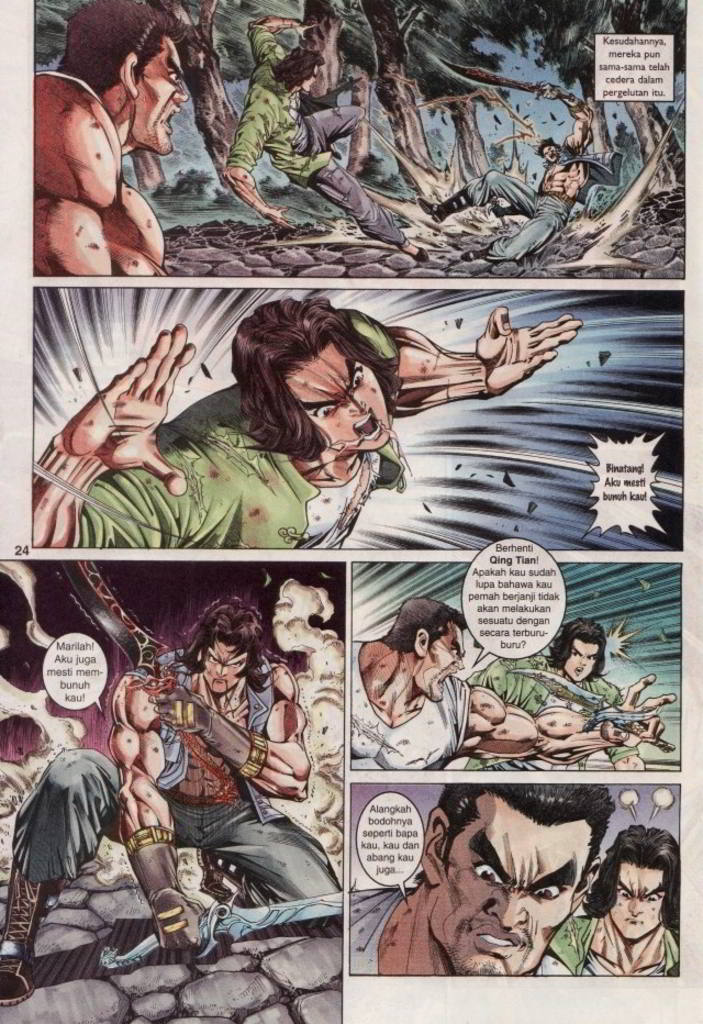 Kesudahannya,
mereka pun
sama-sama telah
cedera dalam
pergelutan itu.
Binatang!
Aku mesti
bunuh kau!
24
Marilah!
Aku juga
mesti mem-
bunuh
kau!
Berhenti
Qing Tian!
Apakah kau sudah
lupa bahawa kau
pernah berjanji tidak
akan melakukan
sesuatu dengan
secara terburu-
buru?
Alangkah
bodohnya
seperti bapa
kau, kau dan
abang kau
juga...